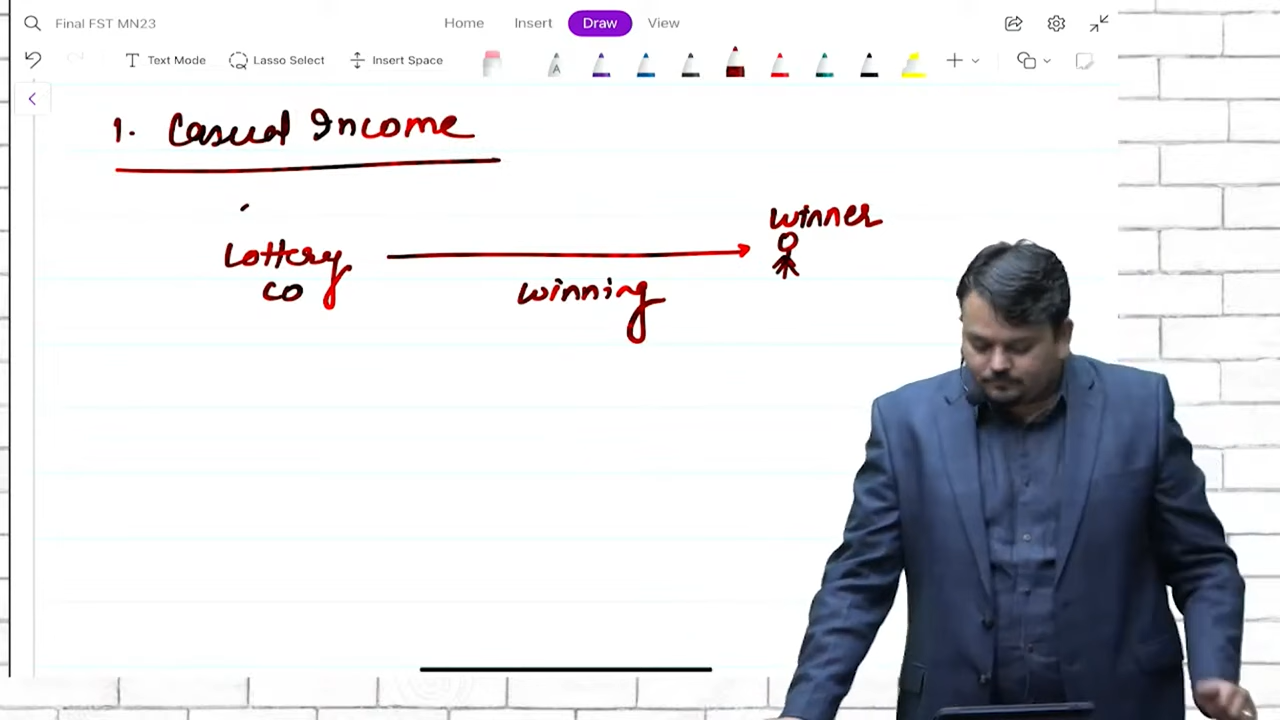 Final FST MN23
Home Insert Draw View
Text Mode Lasso Select Insert Space
A
1. Casual Income
winner
Lottery
co
winning